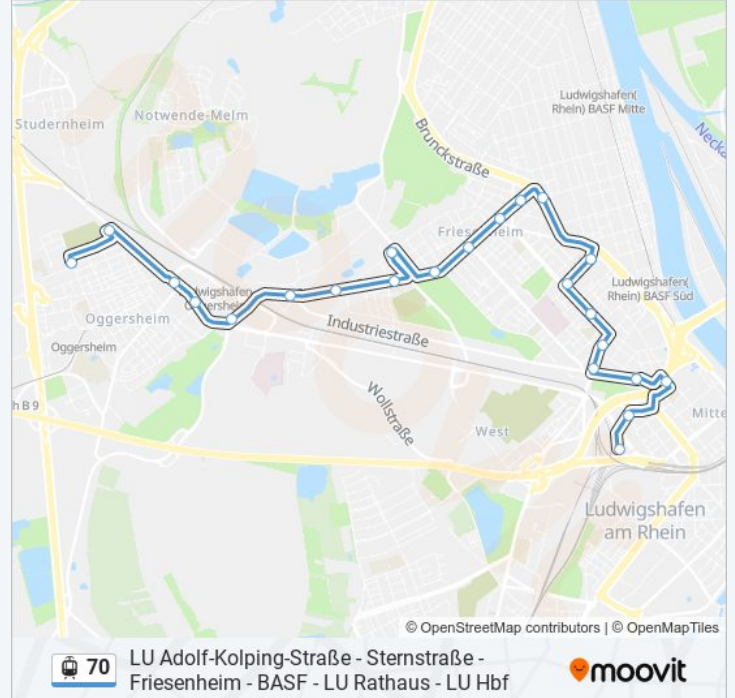 Ludwigshafen(
Rhein) BASF Mitte
Notwende-Melm
Studernheim
Brunckstraße
Necka
Friesenheim
Ludwigshafen(
Rhein) BASF Süd
Oggersheim
Industriestraße
Oggersheim
h B 9
Wollstraße
Mitte
West
Ludwigshafen
am Rhein
© OpenStreetMap contributors | © OpenMapTiles
70
LU Adolf-Kolping-Straße - Sternstraße -
Friesenheim - BASF - LU Rathaus - LU Hbf
moovit